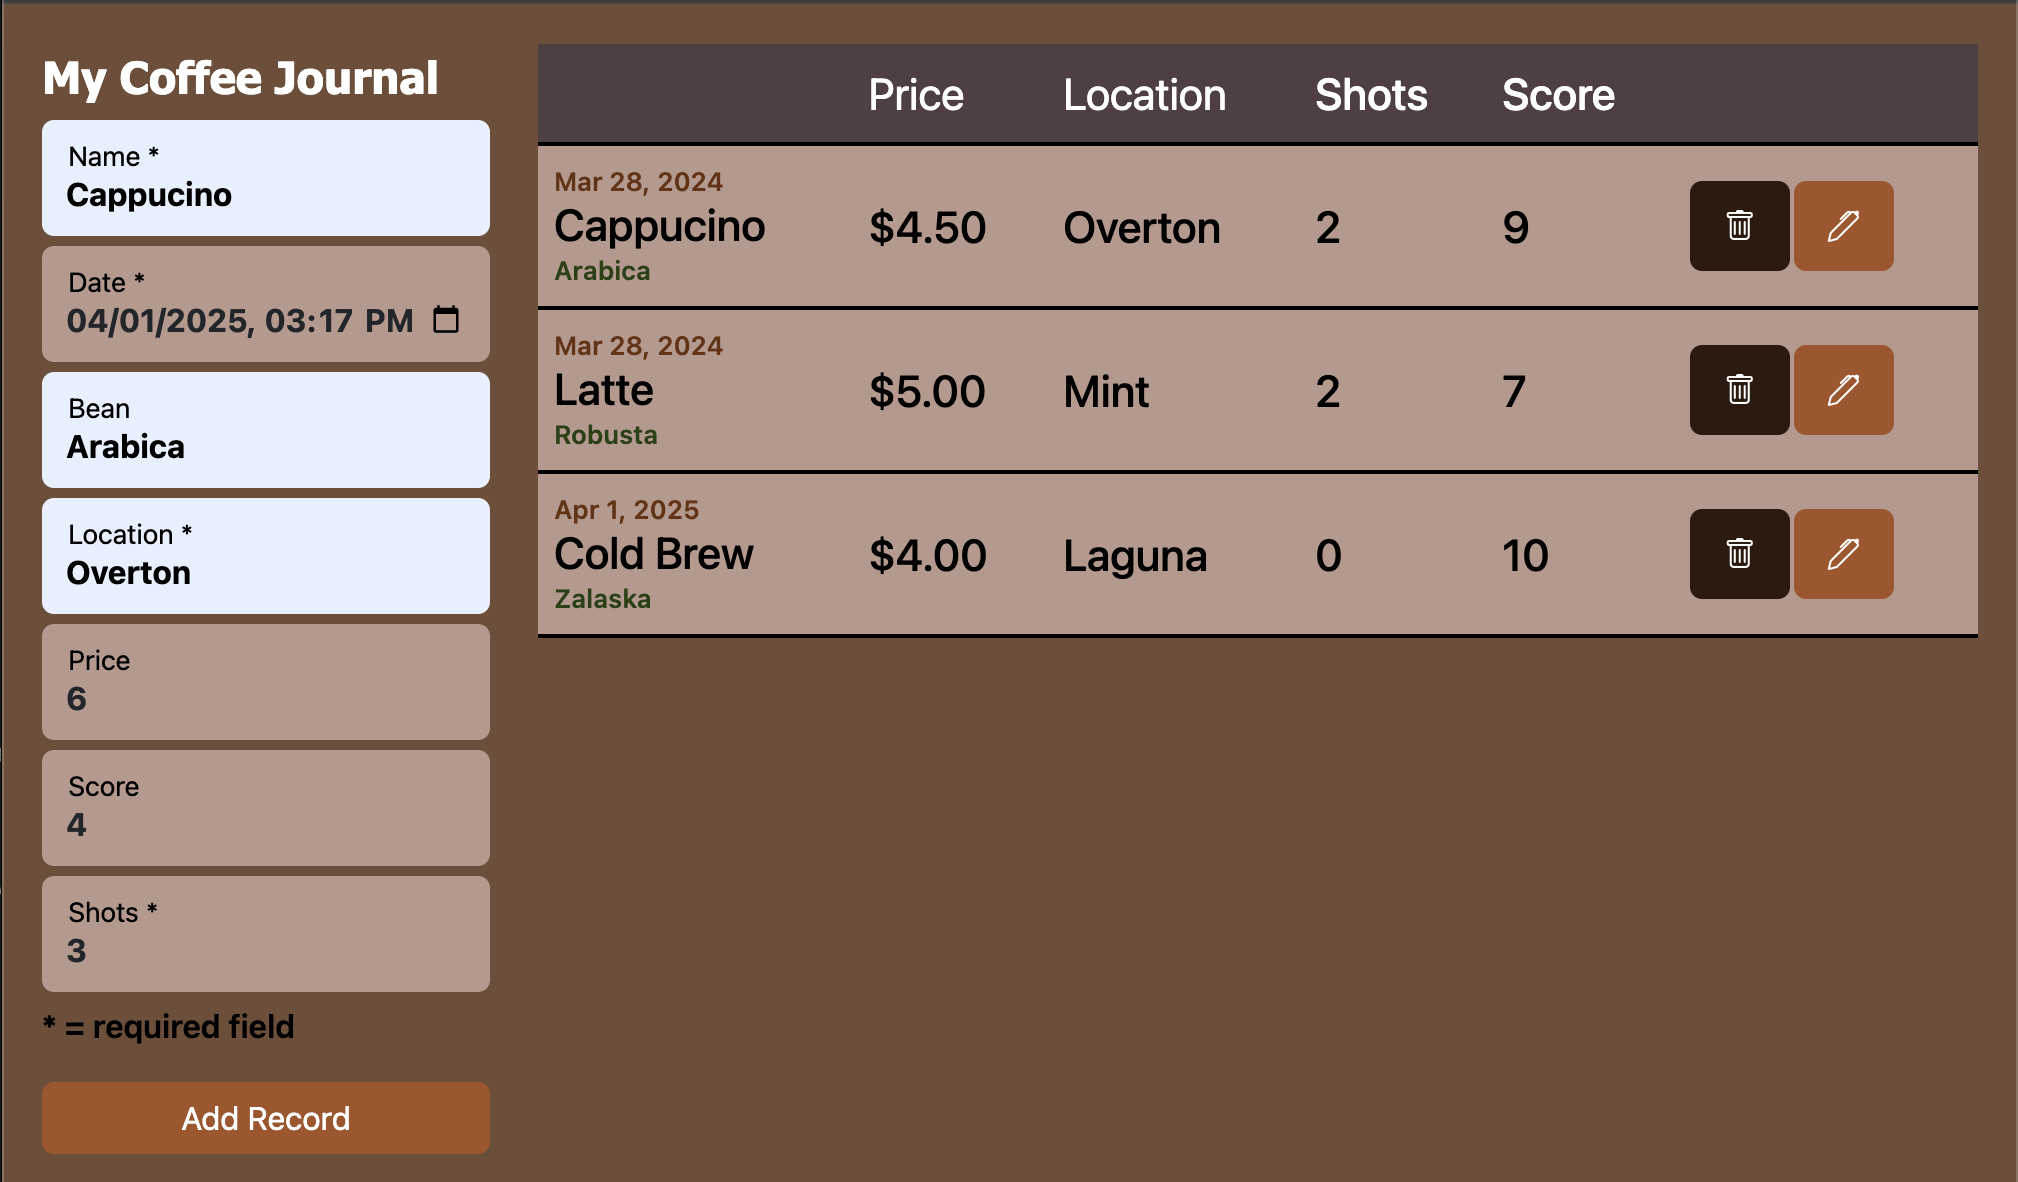 My Coffee Journal
Name *
Cappucino
Date *
04/01/2025, 03:17 PM
Bean
Arabica
Location *
Overton
Price
6
Score
4
Shots *
3
* = required field
Add Record
Price Location Shots Score
Mar 28, 2024
Cappucino $4.50 Overton 2 9
Arabica
Mar 28, 2024
Latte $5.00 Mint 2 7
Robusta
Apr 1, 2025
Cold Brew $4.00 Laguna 0 10
Zalaska